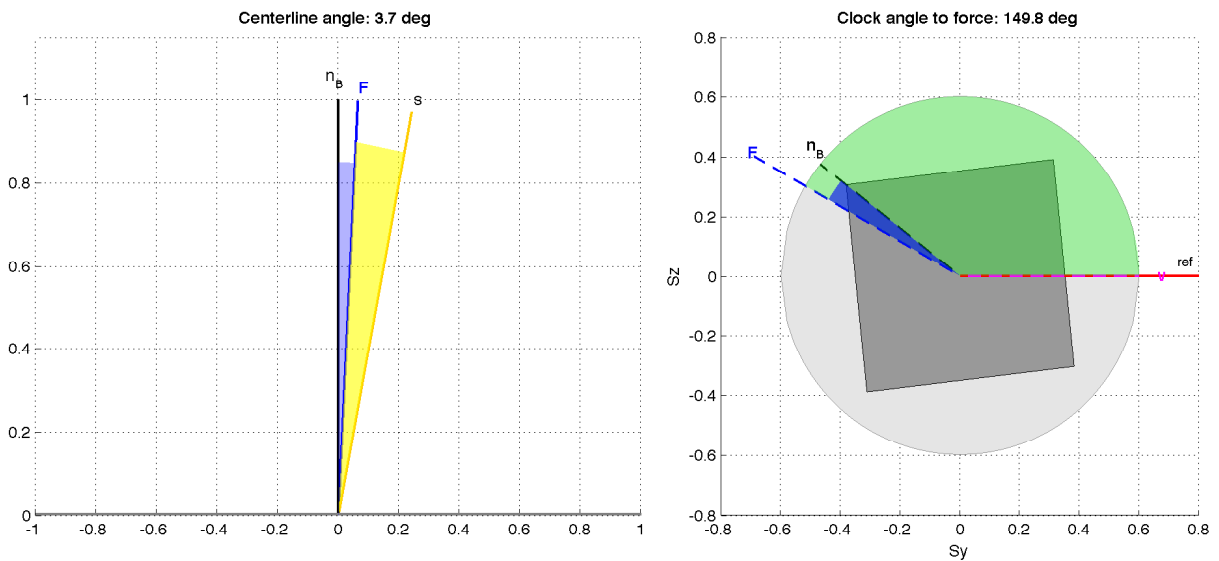 Centerline angle: 3.7 deg
n_B
F
s
1
0.8
0.6
0.4
0.2
0
-1 -0.8 -0.6 -0.4 -0.2 0 0.2 0.4 0.6 0.8 1
Clock angle to force: 149.8 deg
0.8
0.6
0.4
0.2
0
-0.2
-0.4
-0.6
-0.8
Sz
F
n_B
ref
v
-0.8 -0.6 -0.4 -0.2 0 0.2 0.4 0.6 0.8
Sy